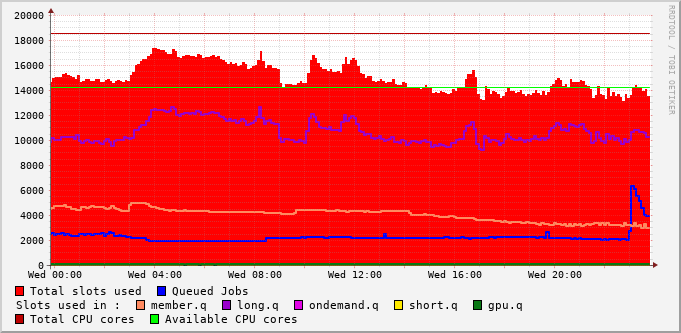 RRDTOOL / TOBI OETIKER
20000
18000
16000
14000
12000
10000
8000
6000
4000
2000
0
Wed 00:00 Wed 04:00 Wed 08:00 Wed 12:00 Wed 16:00 Wed 20:00
Total slots used Queued Jobs
Slots used in : member.q long.q ondemand.q short.q gpu.q
Total CPU cores Available CPU cores